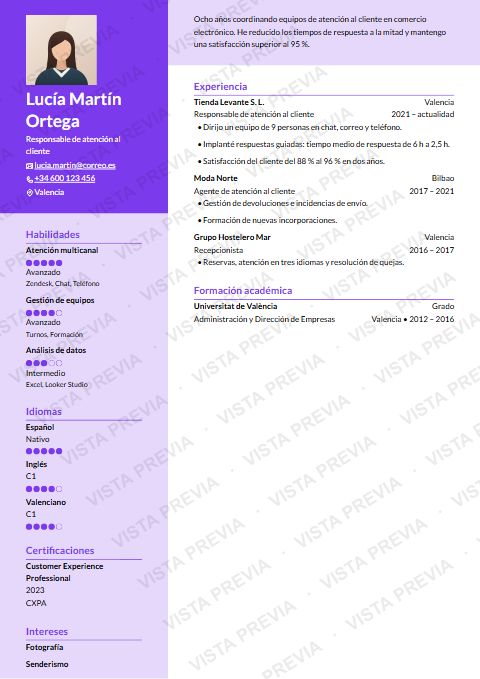 Lucía Martín
Ortega
Responsable de atención al
cliente
lucia.martin@correo.es
+34 600 123 456
Valencia
Habilidades
Atención multicanal
Avanzado
Zendesk, Chat, Teléfono
Gestión de equipos
Avanzado
Turnos, Formación
Análisis de datos
Intermedio
Excel, Looker Studio
Idiomas
Español
Nativo
Inglés
C1
Valenciano
C1
Certificaciones
Customer Experience
Professional
2023
CXPA
Intereses
Fotografía
Senderismo
Ocho años coordinando equipos de atención al cliente en comercio
electrónico. He reducido los tiempos de respuesta a la mitad y mantengo
una satisfacción superior al 95 %.
Experiencia
Tienda Levante S. L. Valencia
Responsable de atención al cliente 2021 – actualidad
• Dirijo un equipo de 9 personas en chat, correo y teléfono.
• Implanté respuestas guiadas: tiempo medio de respuesta de 6 h a 2,5 h.
• Satisfacción del cliente del 88 % al 96 % en dos años.
Moda Norte Bilbao
Agente de atención al cliente 2017 – 2021
• Gestión de devoluciones e incidencias de envío.
• Formación de nuevas incorporaciones.
Grupo Hostelero Mar Valencia
Recepcionista 2016 – 2017
• Reservas, atención en tres idiomas y resolución de quejas.
Formación académica
Universitat de València Grado
Administración y Dirección de Empresas Valencia • 2012 – 2016
VISTA PREVIA